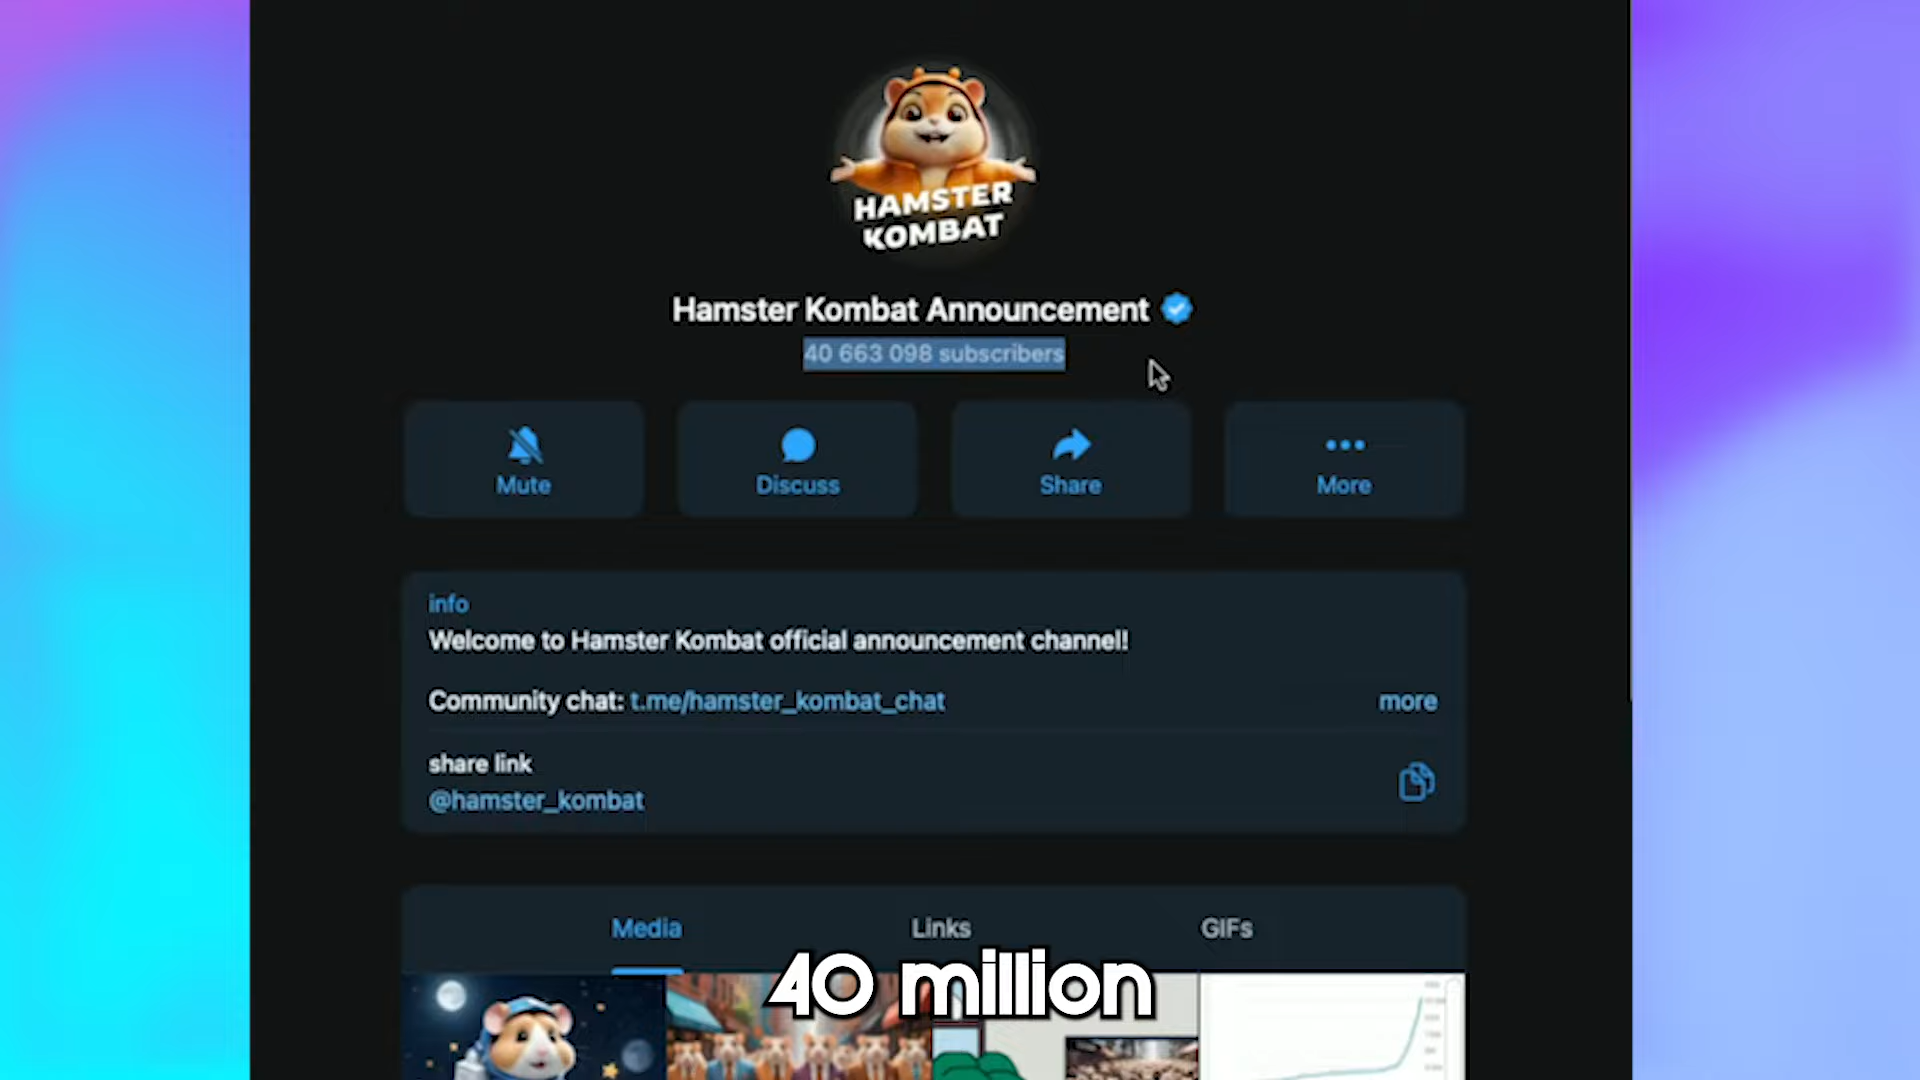 HAMSTER
KOMBAT
Hamster Kombat Announcement
40 663 098 subscribers
Mute
Discuss
Share
More
info
Welcome to Hamster Kombat official announcement channel!
Community chat: t.me/hamster_kombat_chat
more
share link
@hamster_kombat
Media
Links
GIFs
40 million